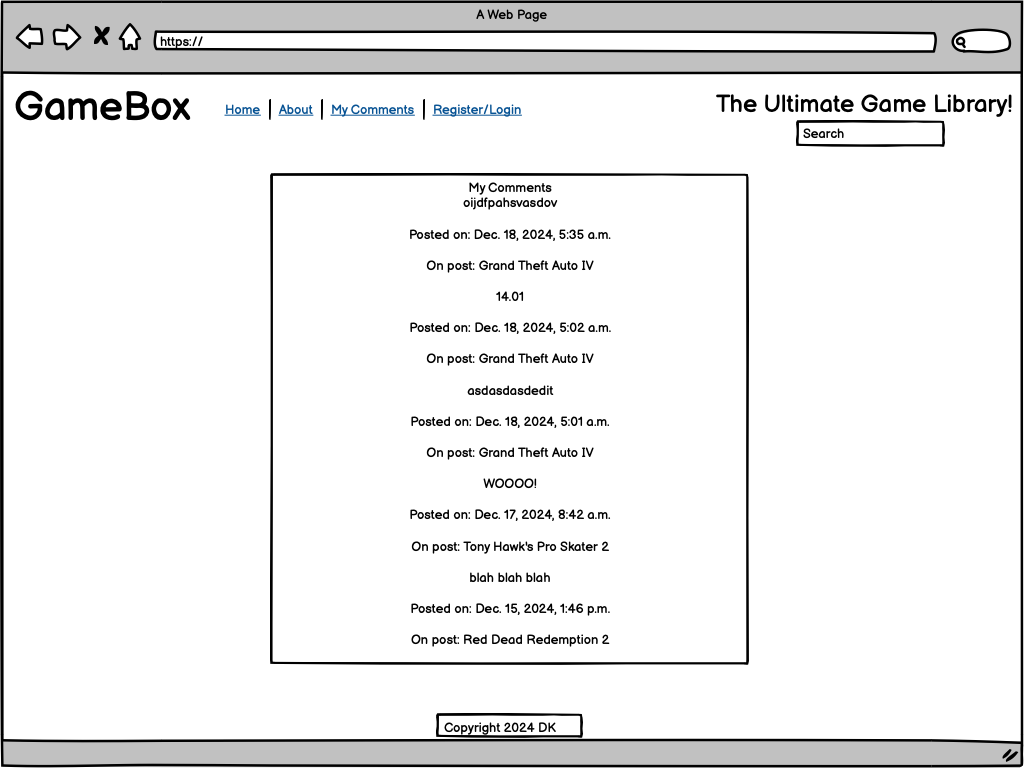 A Web Page
https://
GameBox
Home | About | My Comments | Register/Login
The Ultimate Game Library!
Search
My Comments
oijdfpahsvasdov
Posted on: Dec. 18, 2024, 5:35 a.m.
On post: Grand Theft Auto IV
14.01
Posted on: Dec. 18, 2024, 5:02 a.m.
On post: Grand Theft Auto IV
asdasdasdedit
Posted on: Dec. 18, 2024, 5:01 a.m.
On post: Grand Theft Auto IV
WOOOO!
Posted on: Dec. 17, 2024, 8:42 a.m.
On post: Tony Hawk's Pro Skater 2
blah blah blah
Posted on: Dec. 15, 2024, 1:46 p.m.
On post: Red Dead Redemption 2
Copyright 2024 DK